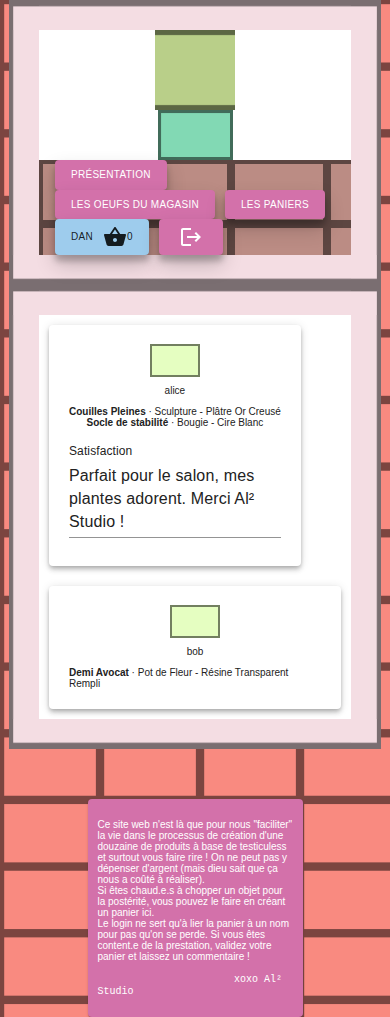 PRÉSENTATION
LES OEUFS DU MAGASIN
LES PANIERS
DAN 0
alice
Couilles Pleines · Sculpture - Plâtre Or Creusé
Socle de stabilité · Bougie - Cire Blanc
Satisfaction
Parfait pour le salon, mes
plantes adorent. Merci Al²
Studio !
bob
Demi Avocat · Pot de Fleur - Résine Transparent
Rempli
Ce site web n'est là que pour nous "faciliter"
la vie dans le processus de création d'une
douzaine de produits à base de testiculess
et surtout vous faire rire ! On ne peut pas y
dépenser d'argent (mais dieu sait que ça
nous a coûté à réaliser).
Si êtes chaud.e.s à chopper un objet pour
la postérité, vous pouvez le faire en créant
un panier ici.
Le login ne sert qu'à lier la panier à un nom
pour pas qu'on se perde. Si vous êtes
content.e de la prestation, validez votre
panier et laissez un commentaire !
xoxo Al²
Studio